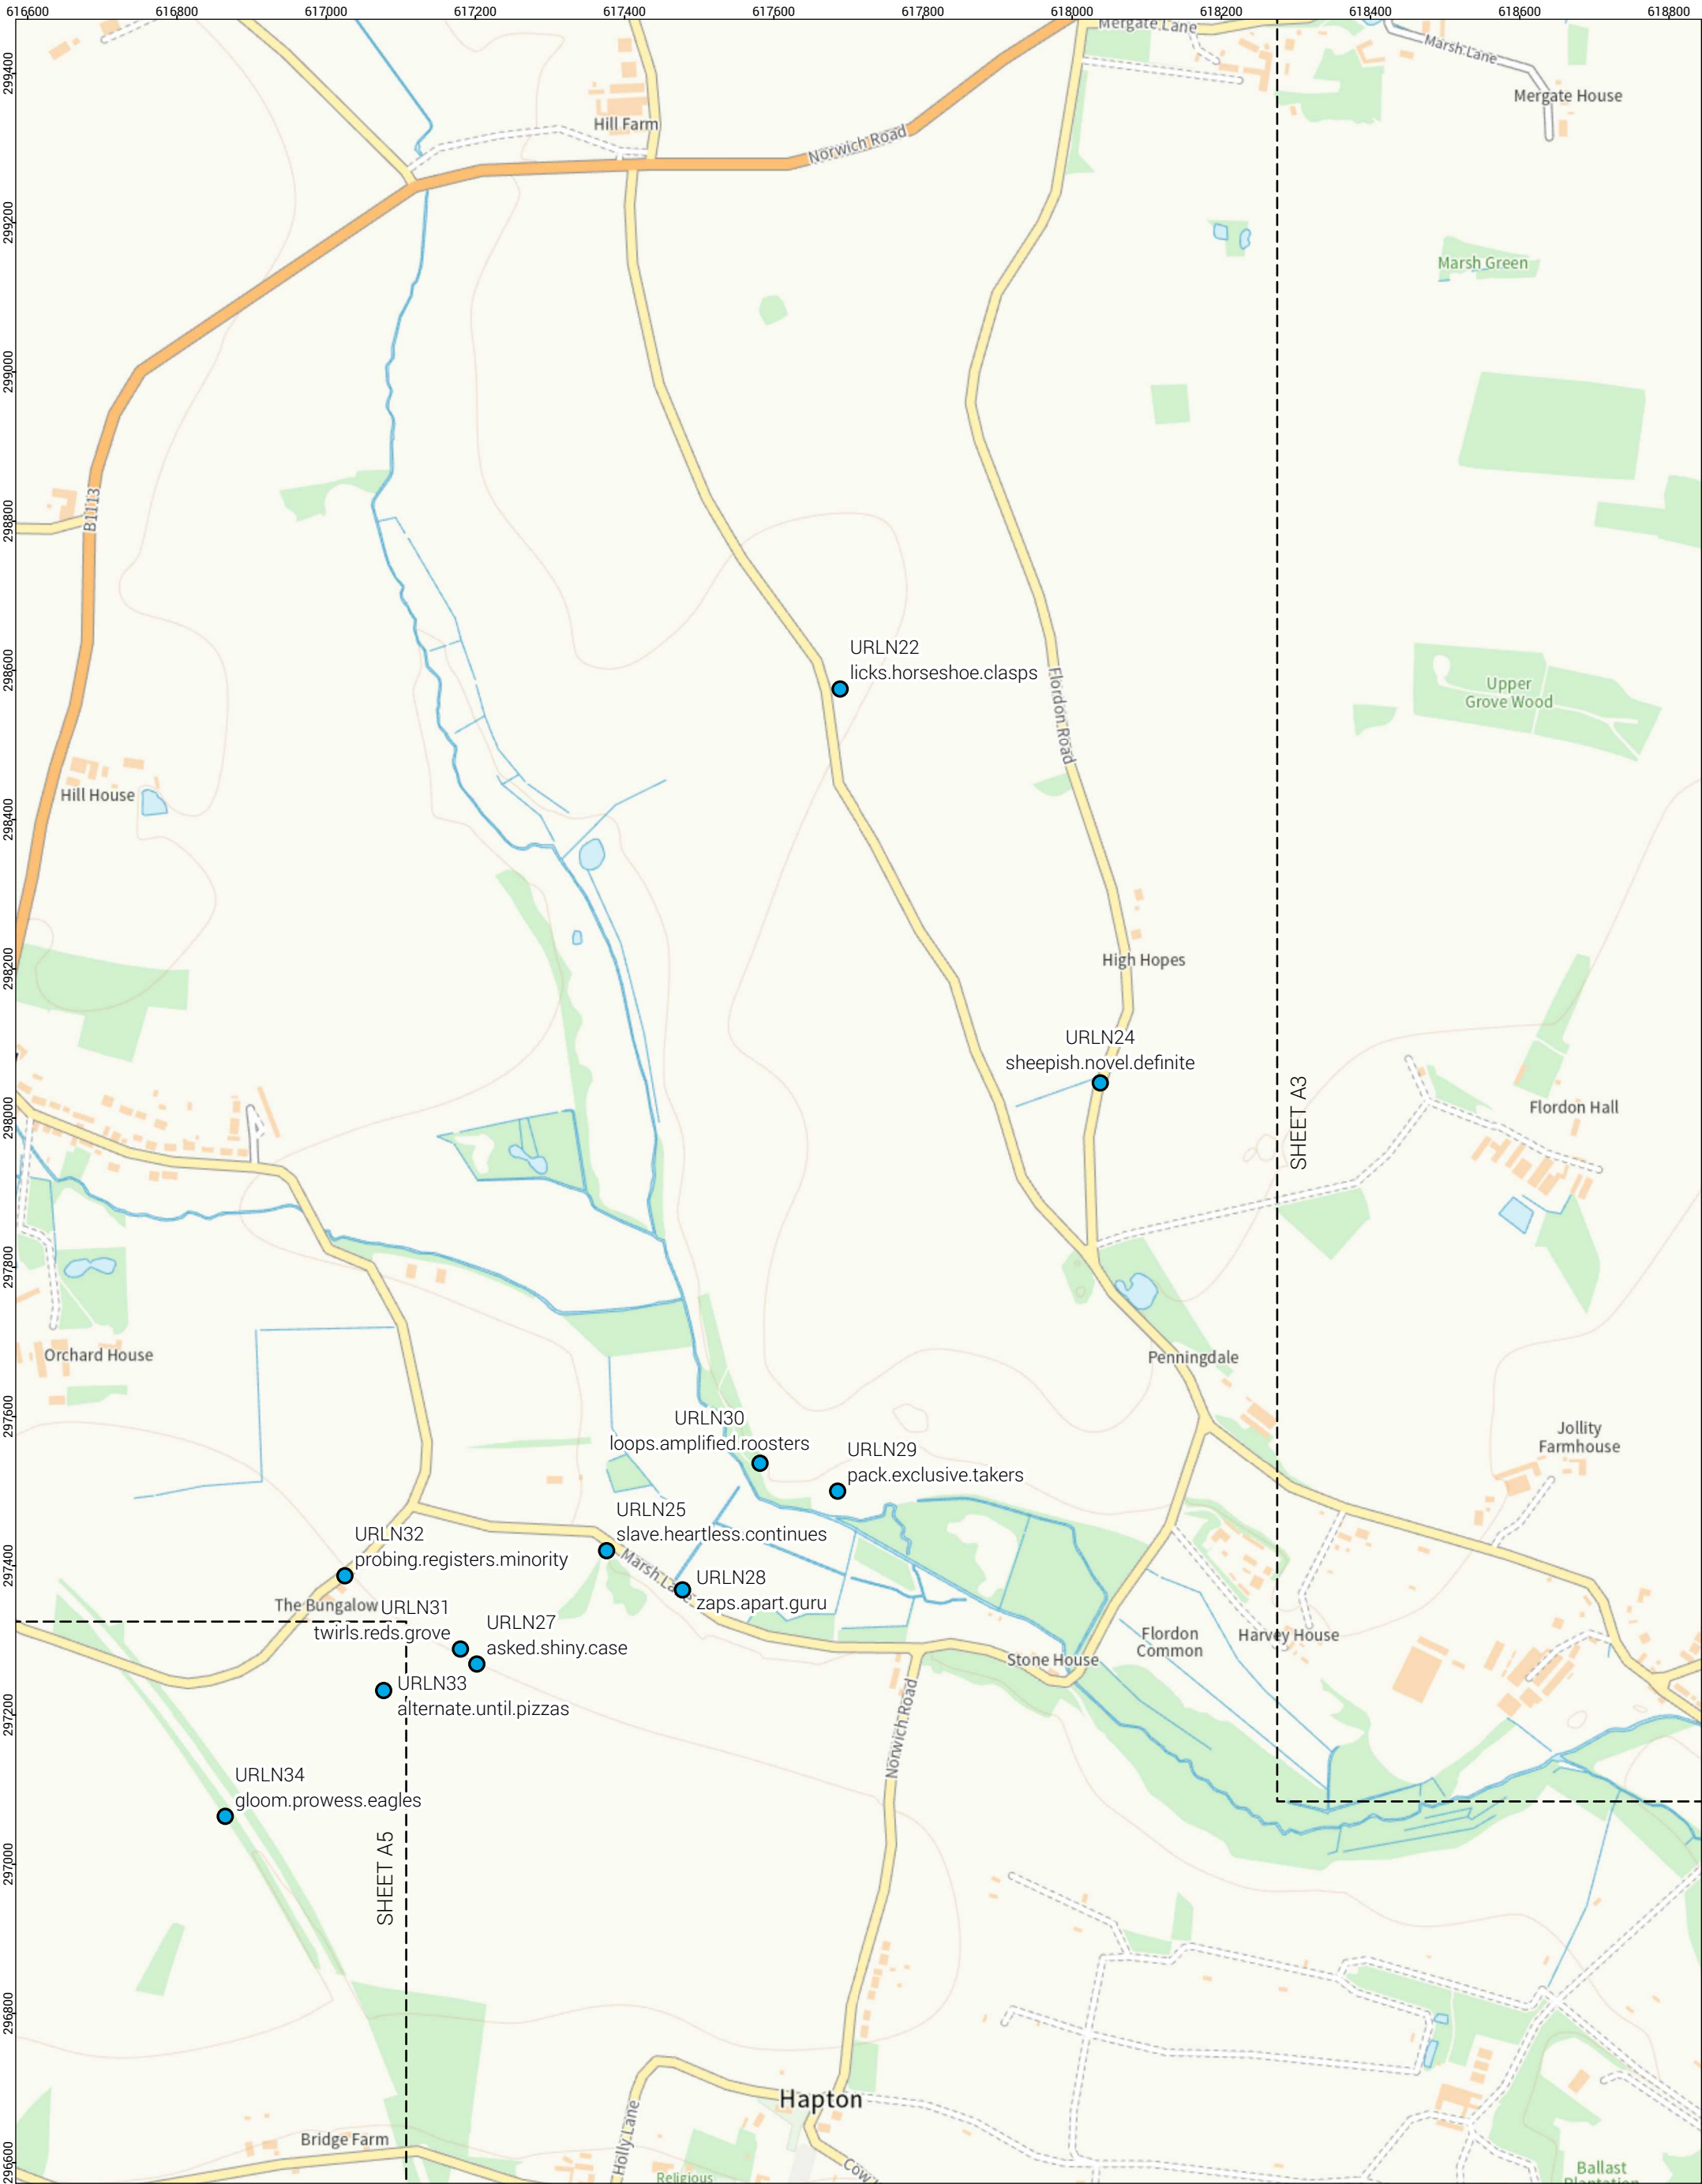 616600 616800 617000 617200 617400 617600 617800 618000 618200 618400 618600 618800
Mergate Lane
Marsh Lane
299400
Mergate House
Hill Farm
Norwich Road
299200
Marsh Green
299000
B1113
298800
URLN22
licks.horseshoe.clasps
298600
Flordon Road
Upper
Grove Wood
Hill House
298400
High Hopes
298200
URLN24
sheepish.novel.definite
SHEET A3
Flordon Hall
298000
297800
Orchard House
Penningdale
297600
URLN30
loops.amplified.roosters
Jollity
Farmhouse
URLN29
pack.exclusive.takers
URLN25
slave.heartless.continues
URLN32
probing.registers.minority
297400
Marsh Lane
URLN28
zaps.apart.guru
The Bungalow
URLN31
twirls.reds.grove
URLN27
asked.shiny.case
Flordon
Common
Harvey House
Stone House
URLN33
alternate.until.pizzas
297200
Norwich Road
URLN34
gloom.prowess.eagles
SHEET A5
297000
296800
Hapton
Holly Lane
Bridge Farm
296600
Cow
Religious
Ballast